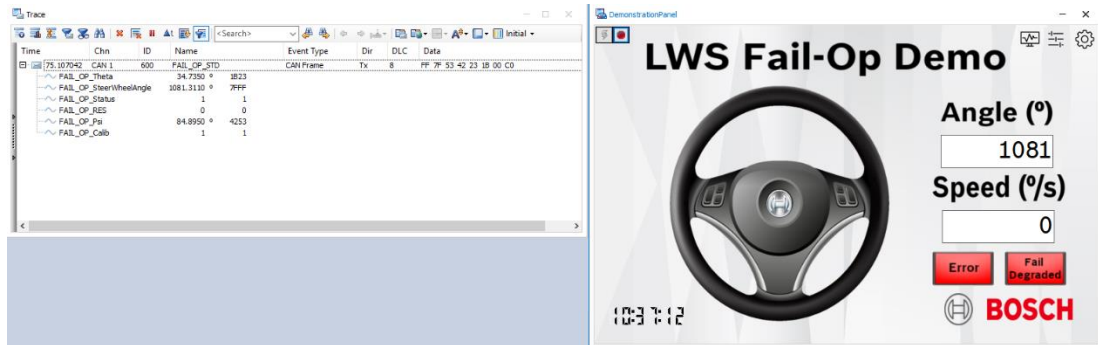 Trace
<Search>
Initial
Time Chn ID Name Event Type Dir DLC Data
75.107042 CAN 1 600 FAIL_OP_STD CAN Frame Tx 8 FF 7F 53 42 23 1B 00 C0
FAIL_OP_Theta 34.7350 º 1B23
FAIL_OP_SteerWheelAngle 1081.3110 º 7FFF
FAIL_OP_Status 1 1
FAIL_OP_RES 0 0
FAIL_OP_Psi 84.8950 º 4253
FAIL_OP_Calib 1 1
DemonstrationPanel
LWS Fail-Op Demo
Angle (º)
1081
Speed (º/s)
0
Error
Fail
Degraded
10:37:12
BOSCH